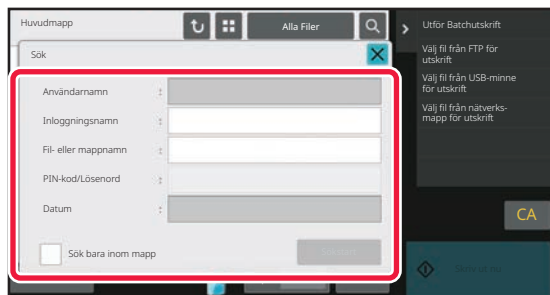 Huvudmapp
Alla Filer
Sök
Användarnamn :
Inloggningsnamn :
Fil- eller mappnamn :
PIN-kod/Lösenord :
Datum :
Sök bara inom mapp
Utför Batchutskrift
Välj fil från FTP för
utskrift
Välj fil från USB-minne
för utskrift
Välj fil från nätverks-
mapp för utskrift
CA